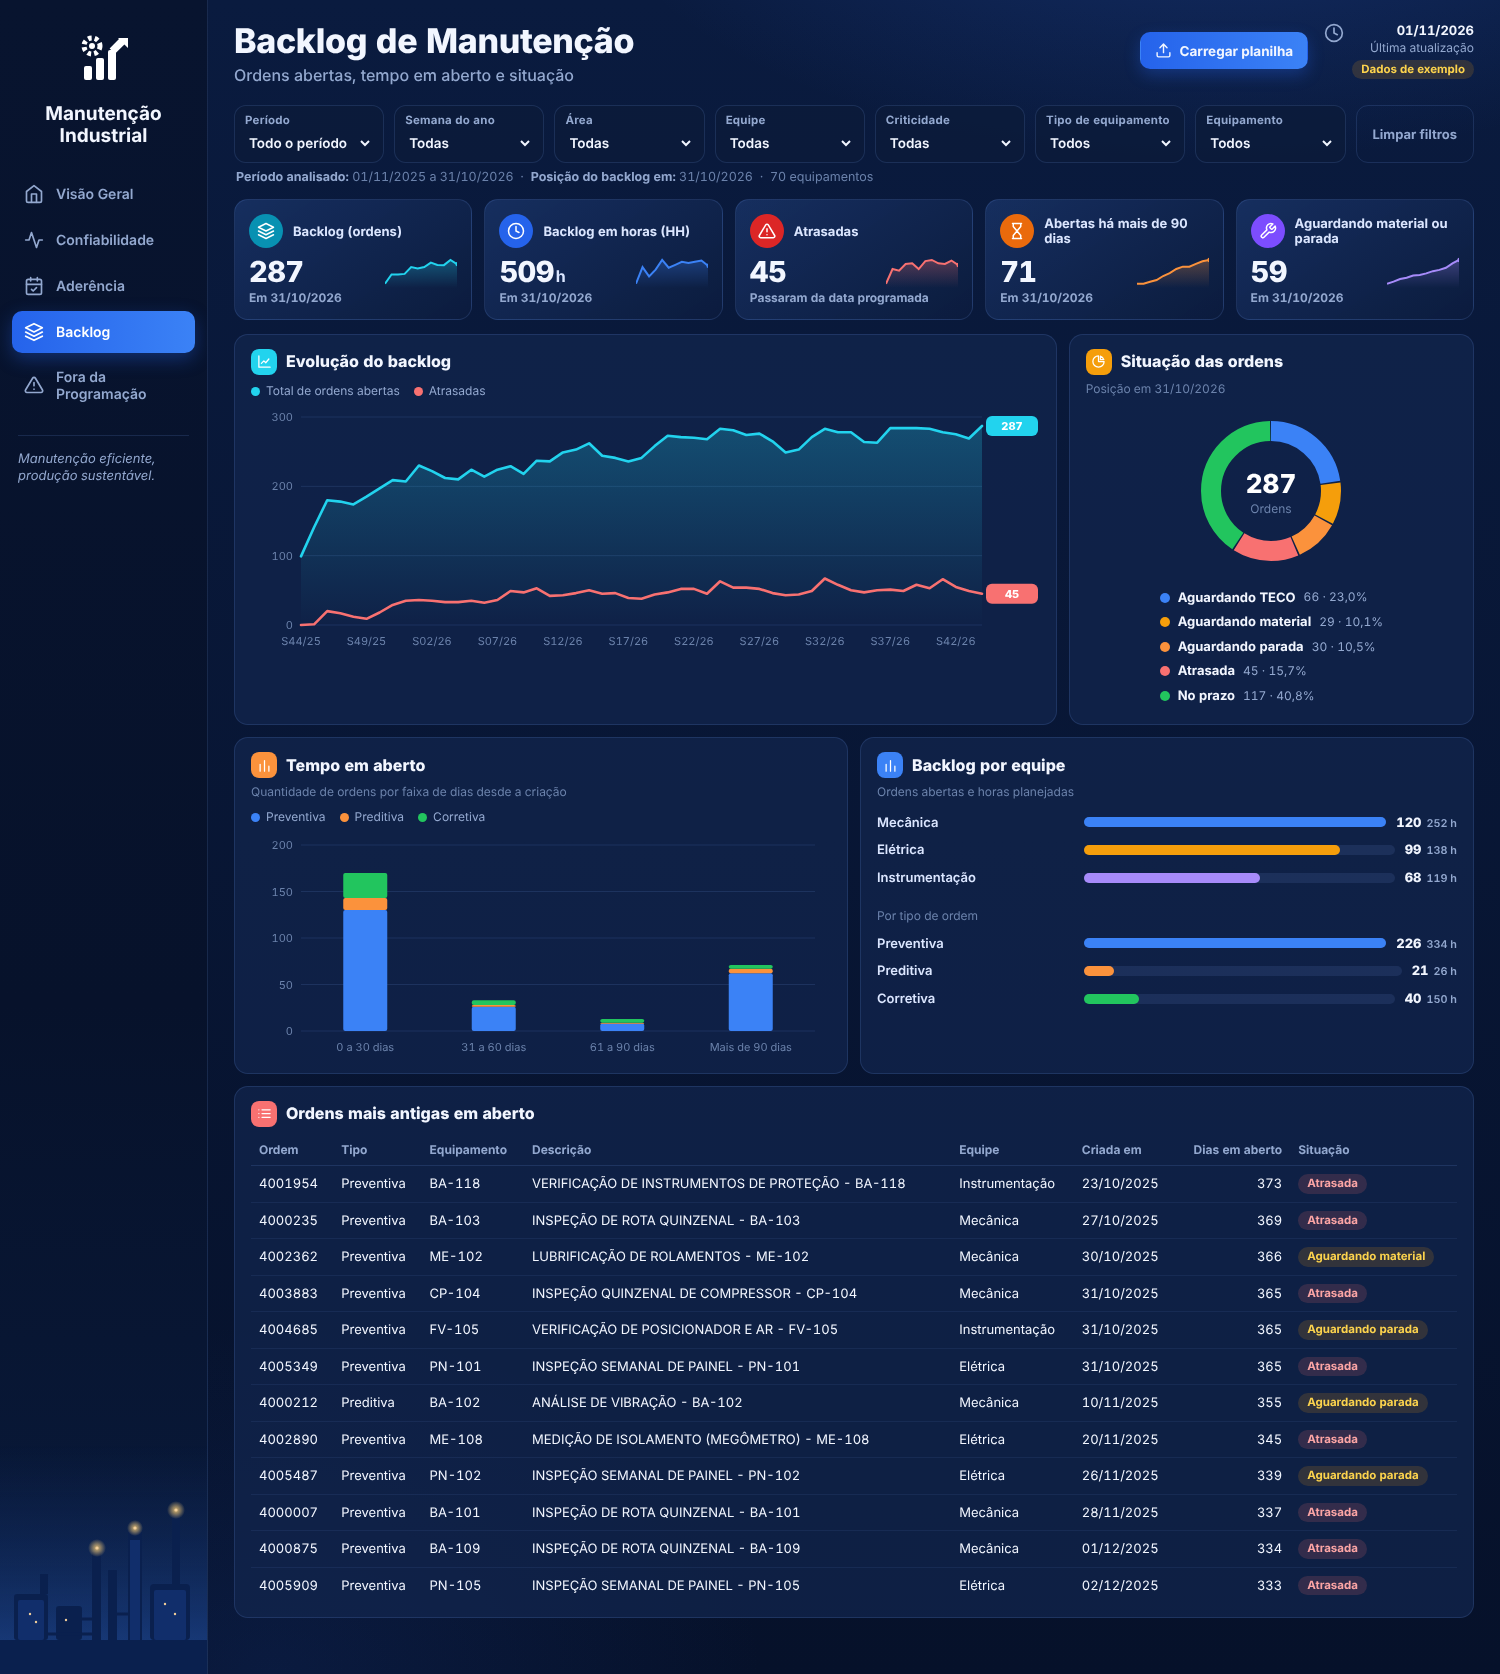 Manutenção
Industrial
Visão Geral
Confiabilidade
Aderência
Backlog
Fora da
Programação
Manutenção eficiente,
produção sustentável.
Backlog de Manutenção
Ordens abertas, tempo em aberto e situação
Carregar planilha
01/11/2026
Última atualização
Dados de exemplo
Período
Todo o período
Semana do ano
Todas
Área
Todas
Equipe
Todas
Criticidade
Todas
Tipo de equipamento
Todos
Equipamento
Todos
Limpar filtros
Período analisado: 01/11/2025 a 31/10/2026 · Posição do backlog em: 31/10/2026 · 70 equipamentos
Backlog (ordens)
287
Em 31/10/2026
Backlog em horas (HH)
509h
Em 31/10/2026
Atrasadas
45
Passaram da data programada
Abertas há mais de 90
dias
71
Em 31/10/2026
Aguardando material ou
parada
59
Em 31/10/2026
Evolução do backlog
Total de ordens abertas Atrasadas
300
200
100
0
287
45
S44/25 S49/25 S02/26 S07/26 S12/26 S17/26 S22/26 S27/26 S32/26 S37/26 S42/26
Situação das ordens
Posição em 31/10/2026
287
Ordens
Aguardando TECO 66 · 23,0%
Aguardando material 29 · 10,1%
Aguardando parada 30 · 10,5%
Atrasada 45 · 15,7%
No prazo 117 · 40,8%
Tempo em aberto
Quantidade de ordens por faixa de dias desde a criação
Preventiva Preditiva Corretiva
200
150
100
50
0
0 a 30 dias 31 a 60 dias 61 a 90 dias Mais de 90 dias
Backlog por equipe
Ordens abertas e horas planejadas
Mecânica 120 252 h
Elétrica 99 138 h
Instrumentação 68 119 h
Por tipo de ordem
Preventiva 226 334 h
Preditiva 21 26 h
Corretiva 40 150 h
Ordens mais antigas em aberto
Ordem Tipo Equipamento Descrição Equipe Criada em Dias em aberto Situação
4001954 Preventiva BA-118 VERIFICAÇÃO DE INSTRUMENTOS DE PROTEÇÃO - BA-118 Instrumentação 23/10/2025 373 Atrasada
4000235 Preventiva BA-103 INSPEÇÃO DE ROTA QUINZENAL - BA-103 Mecânica 27/10/2025 369 Atrasada
4002362 Preventiva ME-102 LUBRIFICAÇÃO DE ROLAMENTOS - ME-102 Mecânica 30/10/2025 366 Aguardando material
4003883 Preventiva CP-104 INSPEÇÃO QUINZENAL DE COMPRESSOR - CP-104 Mecânica 31/10/2025 365 Atrasada
4004685 Preventiva FV-105 VERIFICAÇÃO DE POSICIONADOR E AR - FV-105 Instrumentação 31/10/2025 365 Aguardando parada
4005349 Preventiva PN-101 INSPEÇÃO SEMANAL DE PAINEL - PN-101 Elétrica 31/10/2025 365 Atrasada
4000212 Preditiva BA-102 ANÁLISE DE VIBRAÇÃO - BA-102 Mecânica 10/11/2025 355 Aguardando parada
4002890 Preventiva ME-108 MEDIÇÃO DE ISOLAMENTO (MEGÔMETRO) - ME-108 Elétrica 20/11/2025 345 Atrasada
4005487 Preventiva PN-102 INSPEÇÃO SEMANAL DE PAINEL - PN-102 Elétrica 26/11/2025 339 Aguardando parada
4000007 Preventiva BA-101 INSPEÇÃO DE ROTA QUINZENAL - BA-101 Mecânica 28/11/2025 337 Atrasada
4000875 Preventiva BA-109 INSPEÇÃO DE ROTA QUINZENAL - BA-109 Mecânica 01/12/2025 334 Atrasada
4005909 Preventiva PN-105 INSPEÇÃO SEMANAL DE PAINEL - PN-105 Elétrica 02/12/2025 333 Atrasada